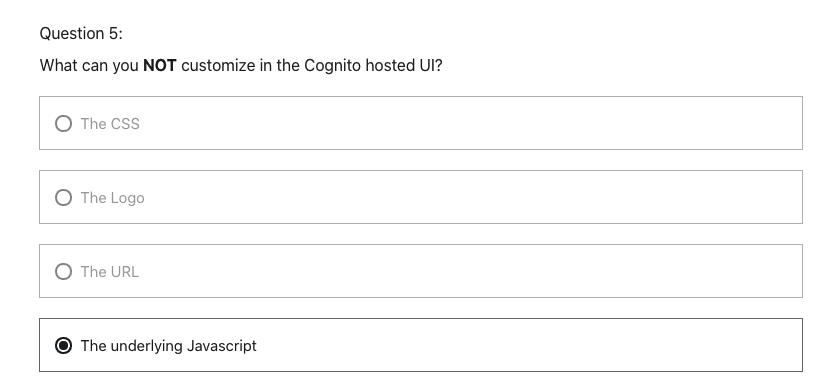 Question 5:
What can you NOT customize in the Cognito hosted UI?
The CSS
The Logo
The URL
The underlying Javascript